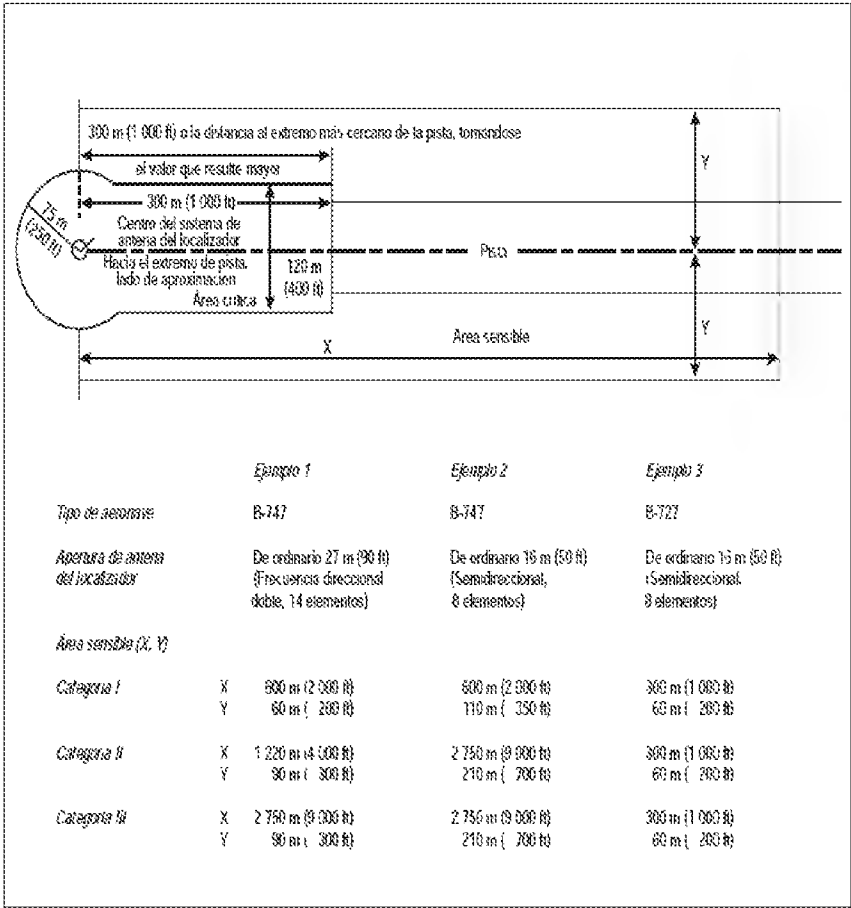 300 m (1 000 ft) o la distancia al extremo más cercano de la pista, tomándose
el valor que resulte mayor
300 m (1 000 ft)
75 m
(250 ft)
Centro del sistema de
antena del localizador
Hacia el extremo de pista,
lado de aproximación
Área crítica
120 m
(400 ft)
Pista
Y
Y
Área sensible
X
Ejemplo 1 Ejemplo 2 Ejemplo 3
Tipo de aeronave B-747 B-747 B-727
Apertura de antena De ordinario 27 m (90 ft) De ordinario 16 m (50 ft) De ordinario 16 m (50 ft)
del localizador (Frecuencia direccional (Semidireccional, (Semidireccional,
doble, 14 elementos) 8 elementos) 8 elementos)
Área sensible (X, Y)
Categoría I X 600 m (2 000 ft) 600 m (2 000 ft) 300 m (1 000 ft)
Y 60 m ( 200 ft) 110 m ( 350 ft) 60 m ( 200 ft)
Categoría II X 1 220 m (4 000 ft) 2 750 m (9 000 ft) 300 m (1 000 ft)
Y 90 m ( 300 ft) 210 m ( 700 ft) 60 m ( 200 ft)
Categoría III X 2 750 m (9 000 ft) 2 750 m (9 000 ft) 300 m (1 000 ft)
Y 90 m ( 300 ft) 210 m ( 700 ft) 60 m ( 200 ft)